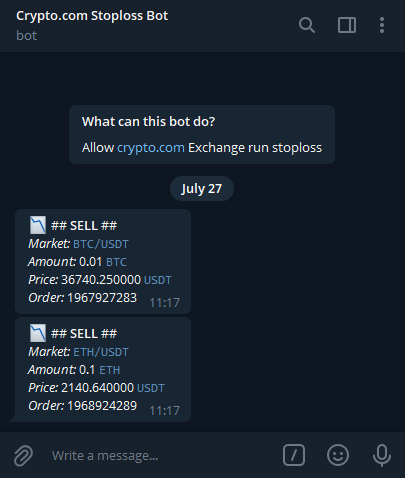 Crypto.com Stoploss Bot
bot
What can this bot do?
Allow crypto.com Exchange run stoploss
July 27
## SELL ##
Market: BTC/USDT
Amount: 0.01 BTC
Price: 36740.250000 USDT
Order: 1967927283
11:17
## SELL ##
Market: ETH/USDT
Amount: 0.1 ETH
Price: 2140.640000 USDT
Order: 1968924289
11:17
Write a message...